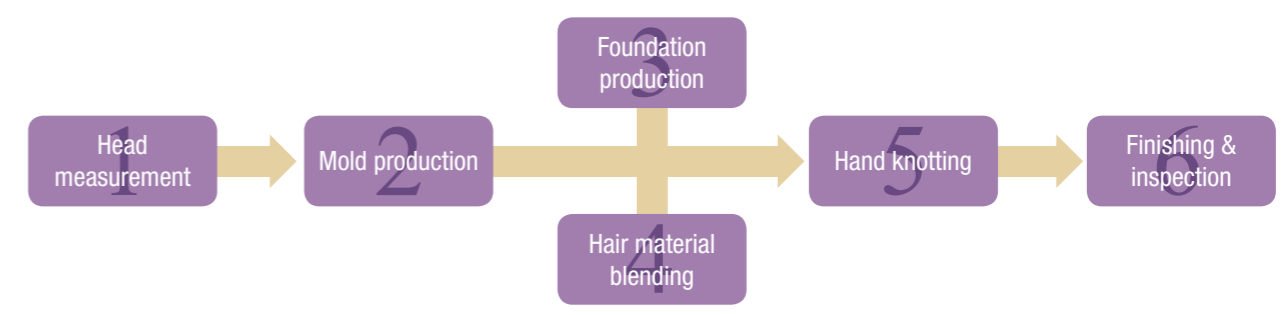 1
Head
measurement
2
Mold production
3
Foundation
production
4
Hair material
blending
5
Hand knotting
6
Finishing &
inspection